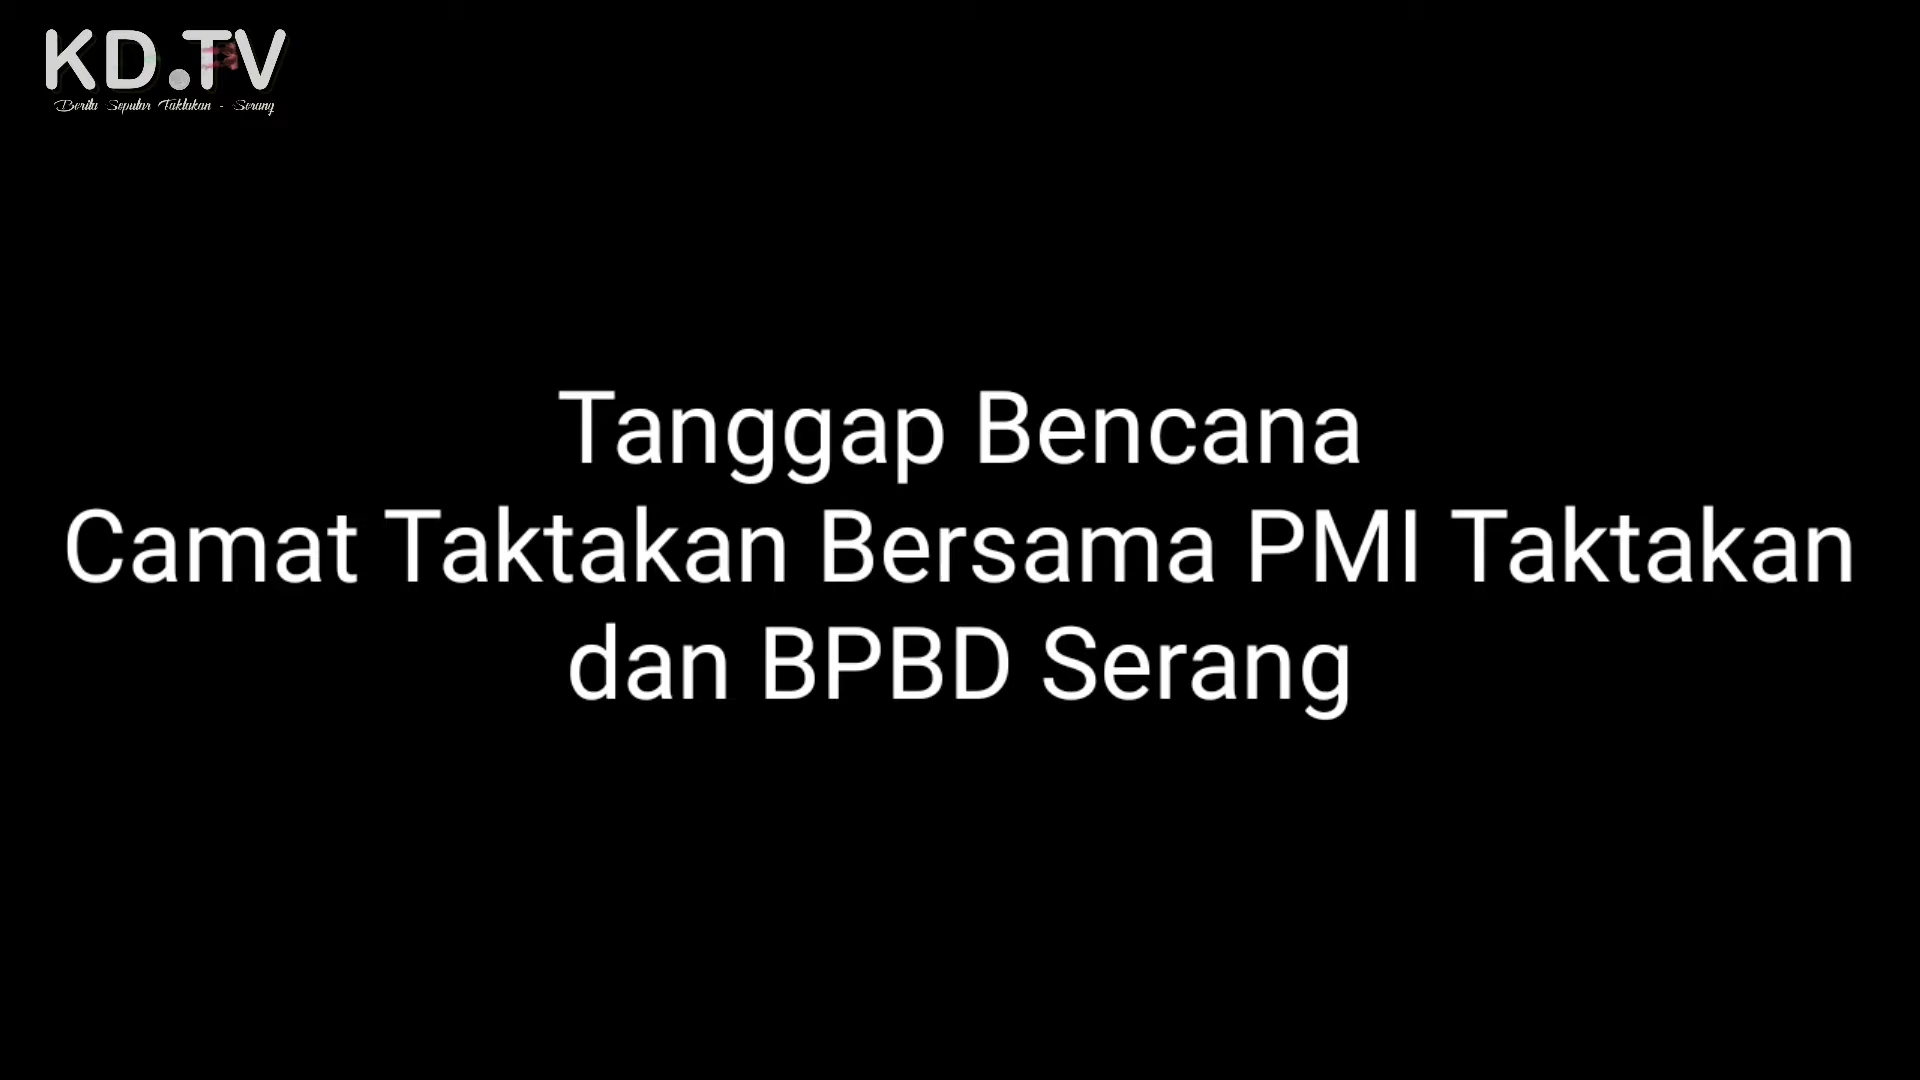 KD.TV
Berita Seputar Taktakan - Serang
Tanggap Bencana
Camat Taktakan Bersama PMI Taktakan
dan BPBD Serang